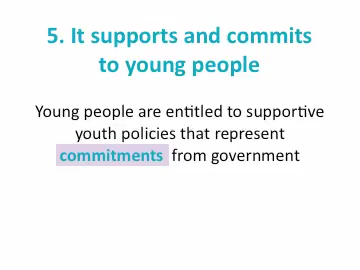 5. It supports and commits
to young people
Young people are entitled to supportive
youth policies that represent
commitments from government